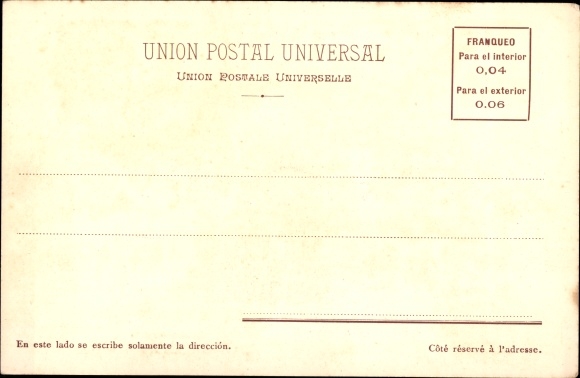 UNION POSTAL UNIVERSAL
UNION POSTALE UNIVERSELLE
FRANQUEO
Para el interior
0,04
Para el exterior
0.06
En este lado se escribe solamente la dirección.
Côté réservé à l'adresse.